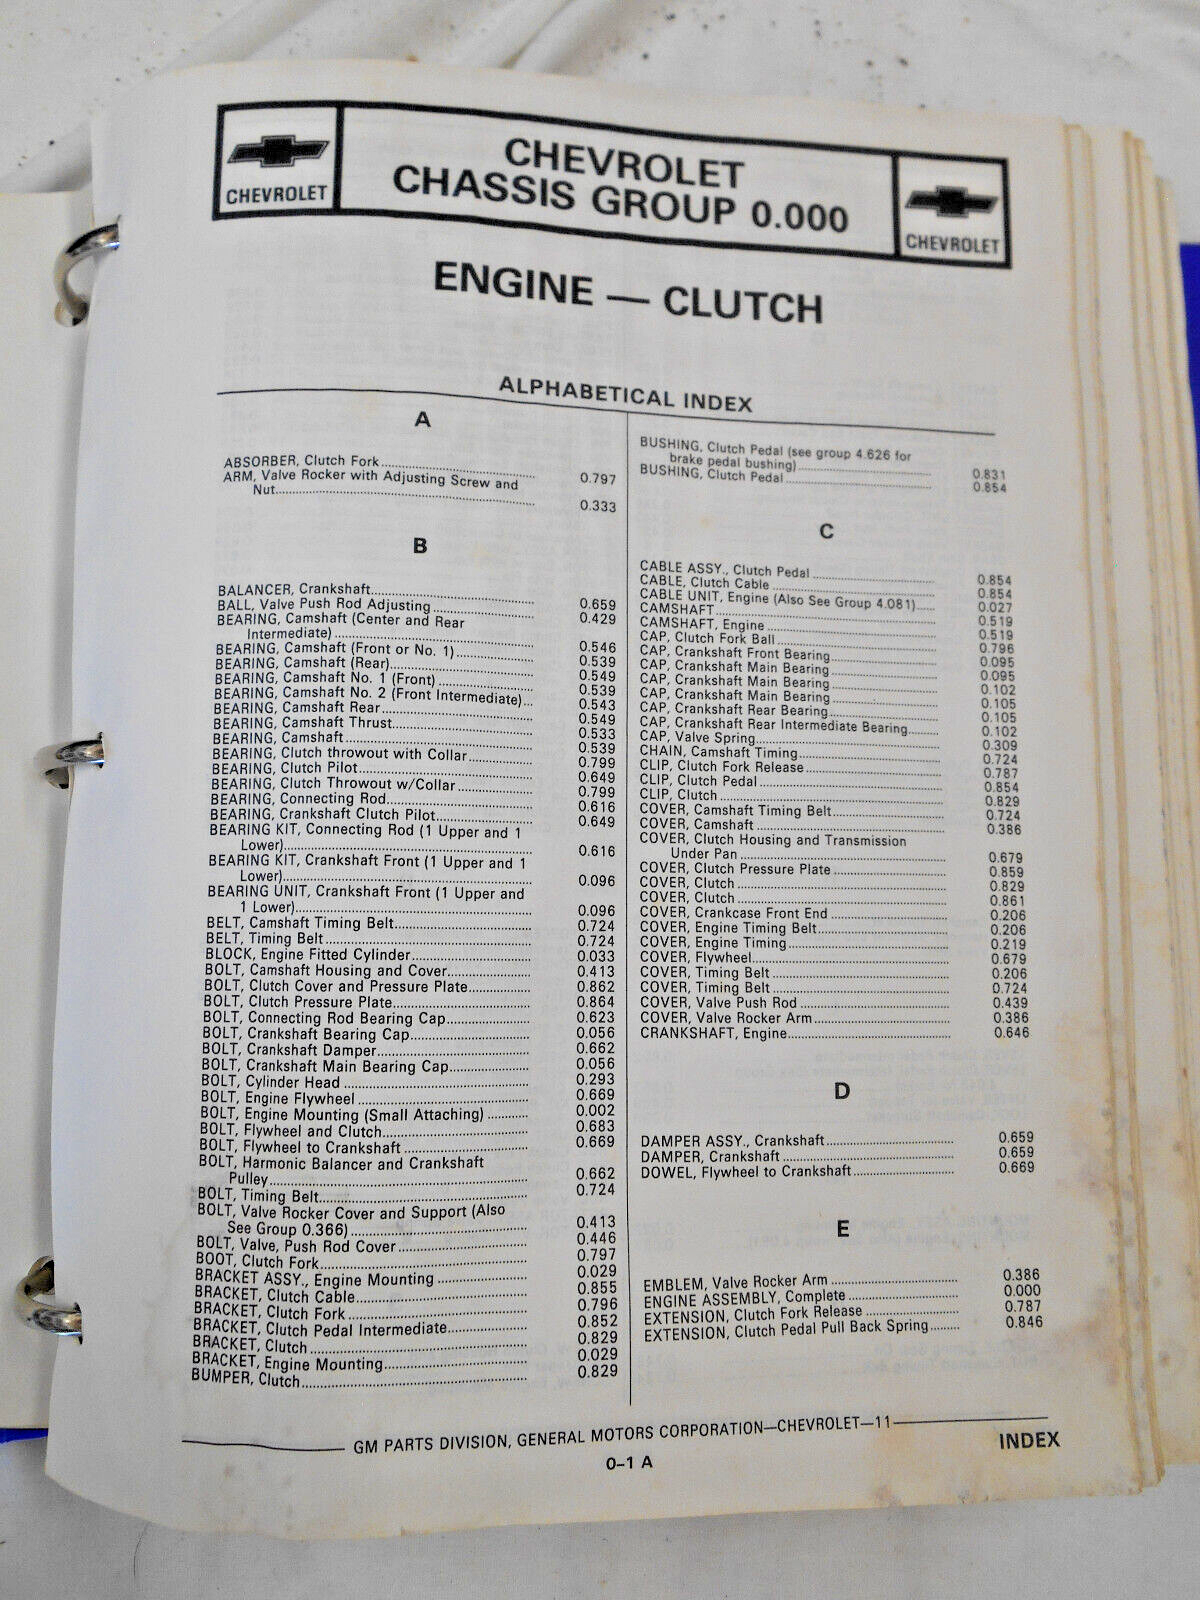 CHEVROLET
CHEVROLET
CHASSIS GROUP 0.000
CHEVROLET
ENGINE — CLUTCH
ALPHABETICAL INDEX
A
ABSORBER, Clutch Fork 0.797
ARM, Valve Rocker with Adjusting Screw and
Nut 0.333
B
BALANCER, Crankshaft 0.659
BALL, Valve Push Rod Adjusting 0.429
BEARING, Camshaft (Center and Rear
Intermediate) 0.546
BEARING, Camshaft (Front or No. 1) 0.539
BEARING, Camshaft (Rear) 0.549
BEARING, Camshaft No. 1 (Front) 0.539
BEARING, Camshaft No. 2 (Front Intermediate) 0.543
BEARING, Camshaft Rear 0.549
BEARING, Camshaft Thrust 0.533
BEARING, Camshaft 0.539
BEARING, Clutch throwout with Collar 0.799
BEARING, Clutch Pilot 0.649
BEARING, Clutch Throwout w/Collar 0.799
BEARING, Connecting Rod 0.616
BEARING, Crankshaft Clutch Pilot 0.649
BEARING KIT, Connecting Rod (1 Upper and 1
Lower) 0.616
BEARING KIT, Crankshaft Front (1 Upper and 1
Lower) 0.096
BEARING UNIT, Crankshaft Front (1 Upper and
1 Lower) 0.096
BELT, Camshaft Timing Belt 0.724
BELT, Timing Belt 0.724
BLOCK, Engine Fitted Cylinder 0.033
BOLT, Camshaft Housing and Cover 0.413
BOLT, Clutch Cover and Pressure Plate 0.862
BOLT, Clutch Pressure Plate 0.864
BOLT, Connecting Rod Bearing Cap 0.623
BOLT, Crankshaft Bearing Cap 0.056
BOLT, Crankshaft Damper 0.662
BOLT, Crankshaft Main Bearing Cap 0.056
BOLT, Cylinder Head 0.293
BOLT, Engine Flywheel 0.669
BOLT, Engine Mounting (Small Attaching) 0.002
BOLT, Flywheel and Clutch 0.683
BOLT, Flywheel to Crankshaft 0.669
BOLT, Harmonic Balancer and Crankshaft
Pulley 0.662
BOLT, Timing Belt 0.724
BOLT, Valve Rocker Cover and Support (Also
See Group 0.366) 0.413
BOLT, Valve, Push Rod Cover 0.446
BOOT, Clutch Fork 0.797
BRACKET ASSY., Engine Mounting 0.029
BRACKET, Clutch Cable 0.855
BRACKET, Clutch Fork 0.796
BRACKET, Clutch Pedal Intermediate 0.852
BRACKET, Clutch 0.829
BRACKET, Engine Mounting 0.029
BUMPER, Clutch 0.829
BUSHING, Clutch Pedal (see group 4.626 for
brake pedal bushing) 0.831
BUSHING, Clutch Pedal 0.854
C
CABLE ASSY., Clutch Pedal 0.854
CABLE, Clutch Cable 0.854
CABLE UNIT, Engine (Also See Group 4.081) 0.027
CAMSHAFT 0.519
CAMSHAFT, Engine 0.519
CAP, Clutch Fork Ball 0.796
CAP, Crankshaft Front Bearing 0.095
CAP, Crankshaft Main Bearing 0.095
CAP, Crankshaft Main Bearing 0.102
CAP, Crankshaft Main Bearing 0.105
CAP, Crankshaft Rear Bearing 0.105
CAP, Crankshaft Rear Intermediate Bearing 0.102
CAP, Valve Spring 0.309
CHAIN, Camshaft Timing 0.724
CLIP, Clutch Fork Release 0.787
CLIP, Clutch Pedal 0.854
CLIP, Clutch 0.829
COVER, Camshaft Timing Belt 0.724
COVER, Camshaft 0.386
COVER, Clutch Housing and Transmission
Under Pan 0.679
COVER, Clutch Pressure Plate 0.859
COVER, Clutch 0.829
COVER, Clutch 0.861
COVER, Crankcase Front End 0.206
COVER, Engine Timing Belt 0.206
COVER, Engine Timing 0.219
COVER, Flywheel 0.679
COVER, Timing Belt 0.206
COVER, Timing Belt 0.724
COVER, Valve Push Rod 0.439
COVER, Valve Rocker Arm 0.386
CRANKSHAFT, Engine 0.646
D
DAMPER ASSY., Crankshaft 0.659
DAMPER, Crankshaft 0.659
DOWEL, Flywheel to Crankshaft 0.669
E
EMBLEM, Valve Rocker Arm 0.386
ENGINE ASSEMBLY, Complete 0.000
EXTENSION, Clutch Fork Release 0.787
EXTENSION, Clutch Pedal Pull Back Spring 0.846
GM PARTS DIVISION, GENERAL MOTORS CORPORATION—CHEVROLET—11
INDEX
0-1 A